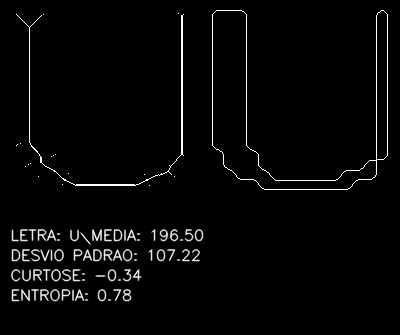 LETRA: U\MEDIA: 196.50
DESVIO PADRAO: 107.22
CURTOSE: -0.34
ENTROPIA: 0.78